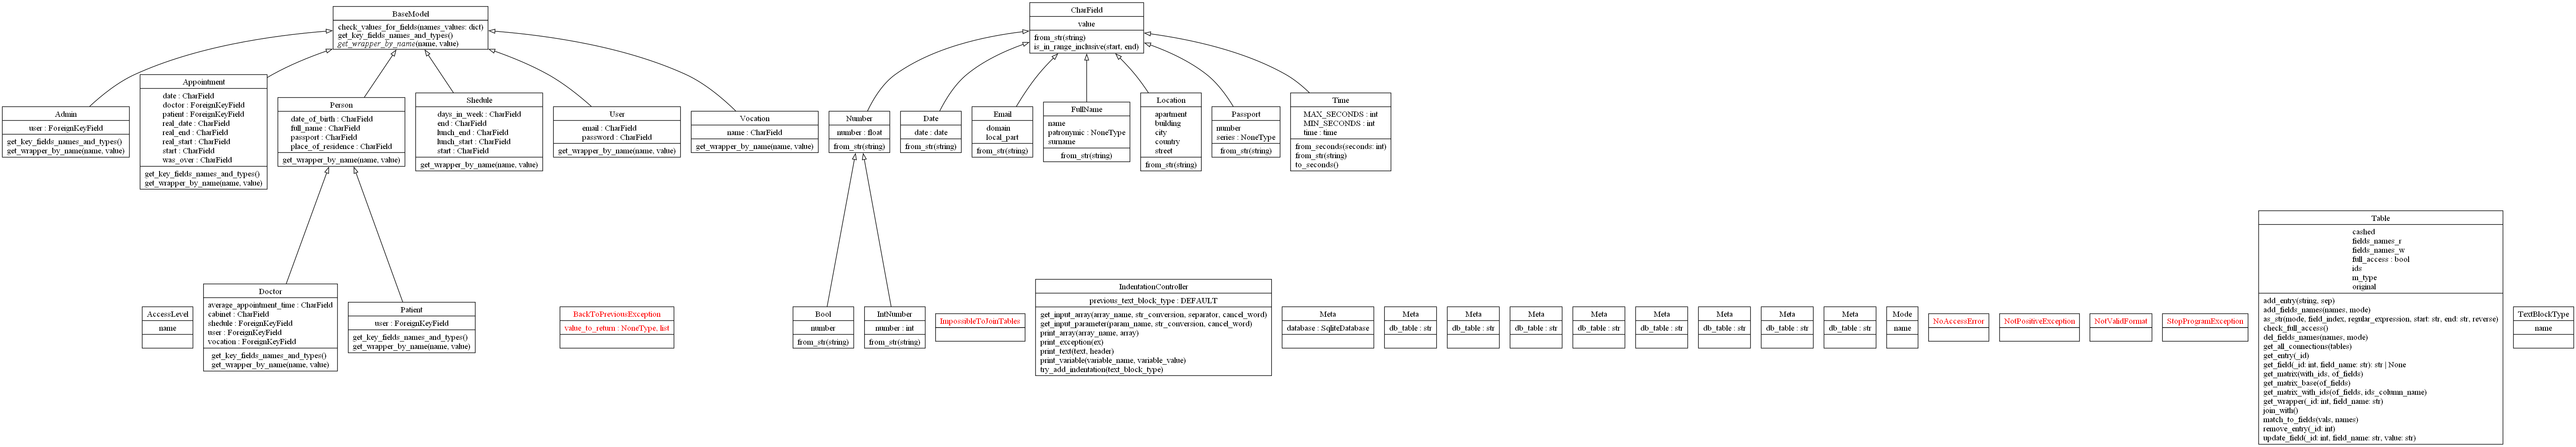 BaseModel
check_values_for_fields(names_values: dict)
get_key_fields_names_and_types()
get_wrapper_by_name(name, value)
CharField
value
from_str(string)
is_in_range_inclusive(start, end)
Admin
user : ForeignKeyField
get_key_fields_names_and_types()
get_wrapper_by_name(name, value)
Appointment
date : CharField
doctor : ForeignKeyField
patient : ForeignKeyField
real_date : CharField
real_end : CharField
real_start : CharField
start : CharField
was_over : CharField
get_key_fields_names_and_types()
get_wrapper_by_name(name, value)
Person
date_of_birth : CharField
full_name : CharField
passport : CharField
place_of_residence : CharField
get_wrapper_by_name(name, value)
Shedule
days_in_week : CharField
end : CharField
lunch_end : CharField
lunch_start : CharField
start : CharField
get_wrapper_by_name(name, value)
User
email : CharField
password : CharField
get_wrapper_by_name(name, value)
Vocation
name : CharField
get_wrapper_by_name(name, value)
Number
number : float
from_str(string)
Date
date : date
from_str(string)
Email
domain
local_part
from_str(string)
FullName
name
patronymic : NoneType
surname
from_str(string)
Location
apartment
building
city
country
street
from_str(string)
Passport
number
series : NoneType
from_str(string)
Time
MAX_SECONDS : int
MIN_SECONDS : int
time : time
from_seconds(seconds: int)
from_str(string)
to_seconds()
AccessLevel
name
Doctor
average_appointment_time : CharField
cabinet : CharField
shedule : ForeignKeyField
user : ForeignKeyField
vocation : ForeignKeyField
get_key_fields_names_and_types()
get_wrapper_by_name(name, value)
Patient
user : ForeignKeyField
get_key_fields_names_and_types()
get_wrapper_by_name(name, value)
BackToPreviousException
value_to_return : NoneType, list
Bool
number
from_str(string)
IntNumber
number : int
from_str(string)
ImpossibleToJoinTables
IndentationController
previous_text_block_type : DEFAULT
get_input_array(array_name, str_conversion, separator, cancel_word)
get_input_parameter(param_name, str_conversion, cancel_word)
print_array(array_name, array)
print_exception(ex)
print_text(text, header)
print_variable(variable_name, variable_value)
try_add_indentation(text_block_type)
Meta
database : SqliteDatabase
Meta
db_table : str
Meta
db_table : str
Meta
db_table : str
Meta
db_table : str
Meta
db_table : str
Meta
db_table : str
Meta
db_table : str
Meta
db_table : str
Mode
name
NoAccessError
NotPositiveException
NotValidFormat
StopProgramException
Table
cashed
fields_names_r
fields_names_w
full_access : bool
ids
m_type
original
add_entry(string, sep)
add_fields_names(names, mode)
as_str(mode, field_index, regular_expression, start: str, end: str, reverse)
check_full_access()
del_fields_names(names, mode)
get_all_connections(tables)
get_entry(_id)
get_field(_id: int, field_name: str): str | None
get_matrix(with_ids, of_fields)
get_matrix_base(of_fields)
get_matrix_with_ids(of_fields, ids_column_name)
get_wrapper(_id: int, field_name: str)
join_with()
match_to_fields(vals, names)
remove_entry(_id: int)
update_field(_id: int, field_name: str, value: str)
TextBlockType
name